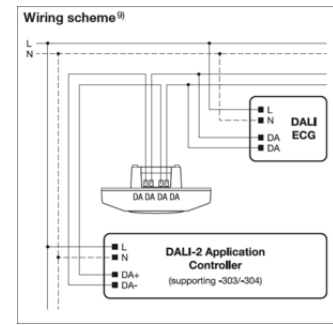 Wiring scheme⁹⁾
L
N
L
N
DALI
ECG
DA
DA
DA DA DA DA
L
N
DALI-2 Application
Controller
(supporting -303/-304)
DA+
DA-